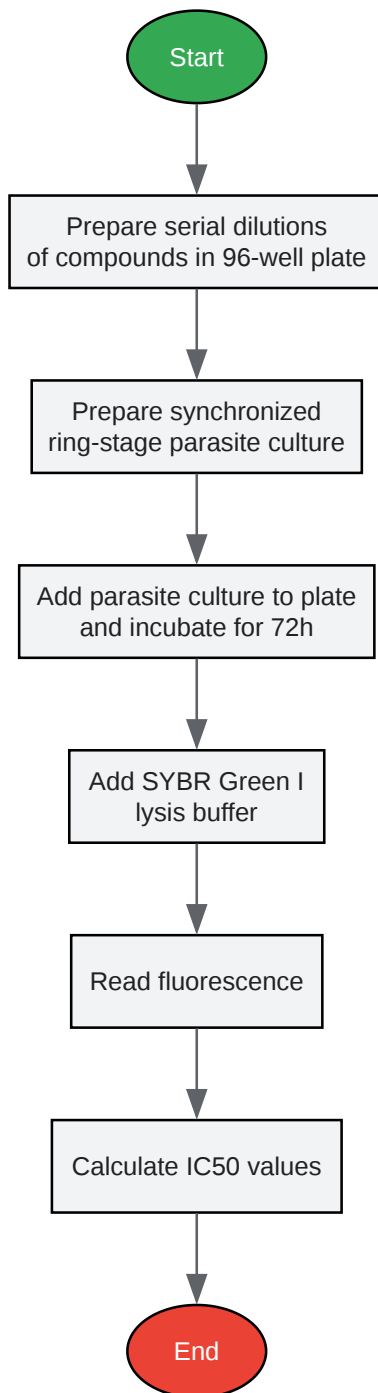 Start
Prepare serial dilutions
of compounds in 96-well plate
Prepare synchronized
ring-stage parasite culture
Add parasite culture to plate
and incubate for 72h
Add SYBR Green I
lysis buffer
Read fluorescence
Calculate IC50 values
End